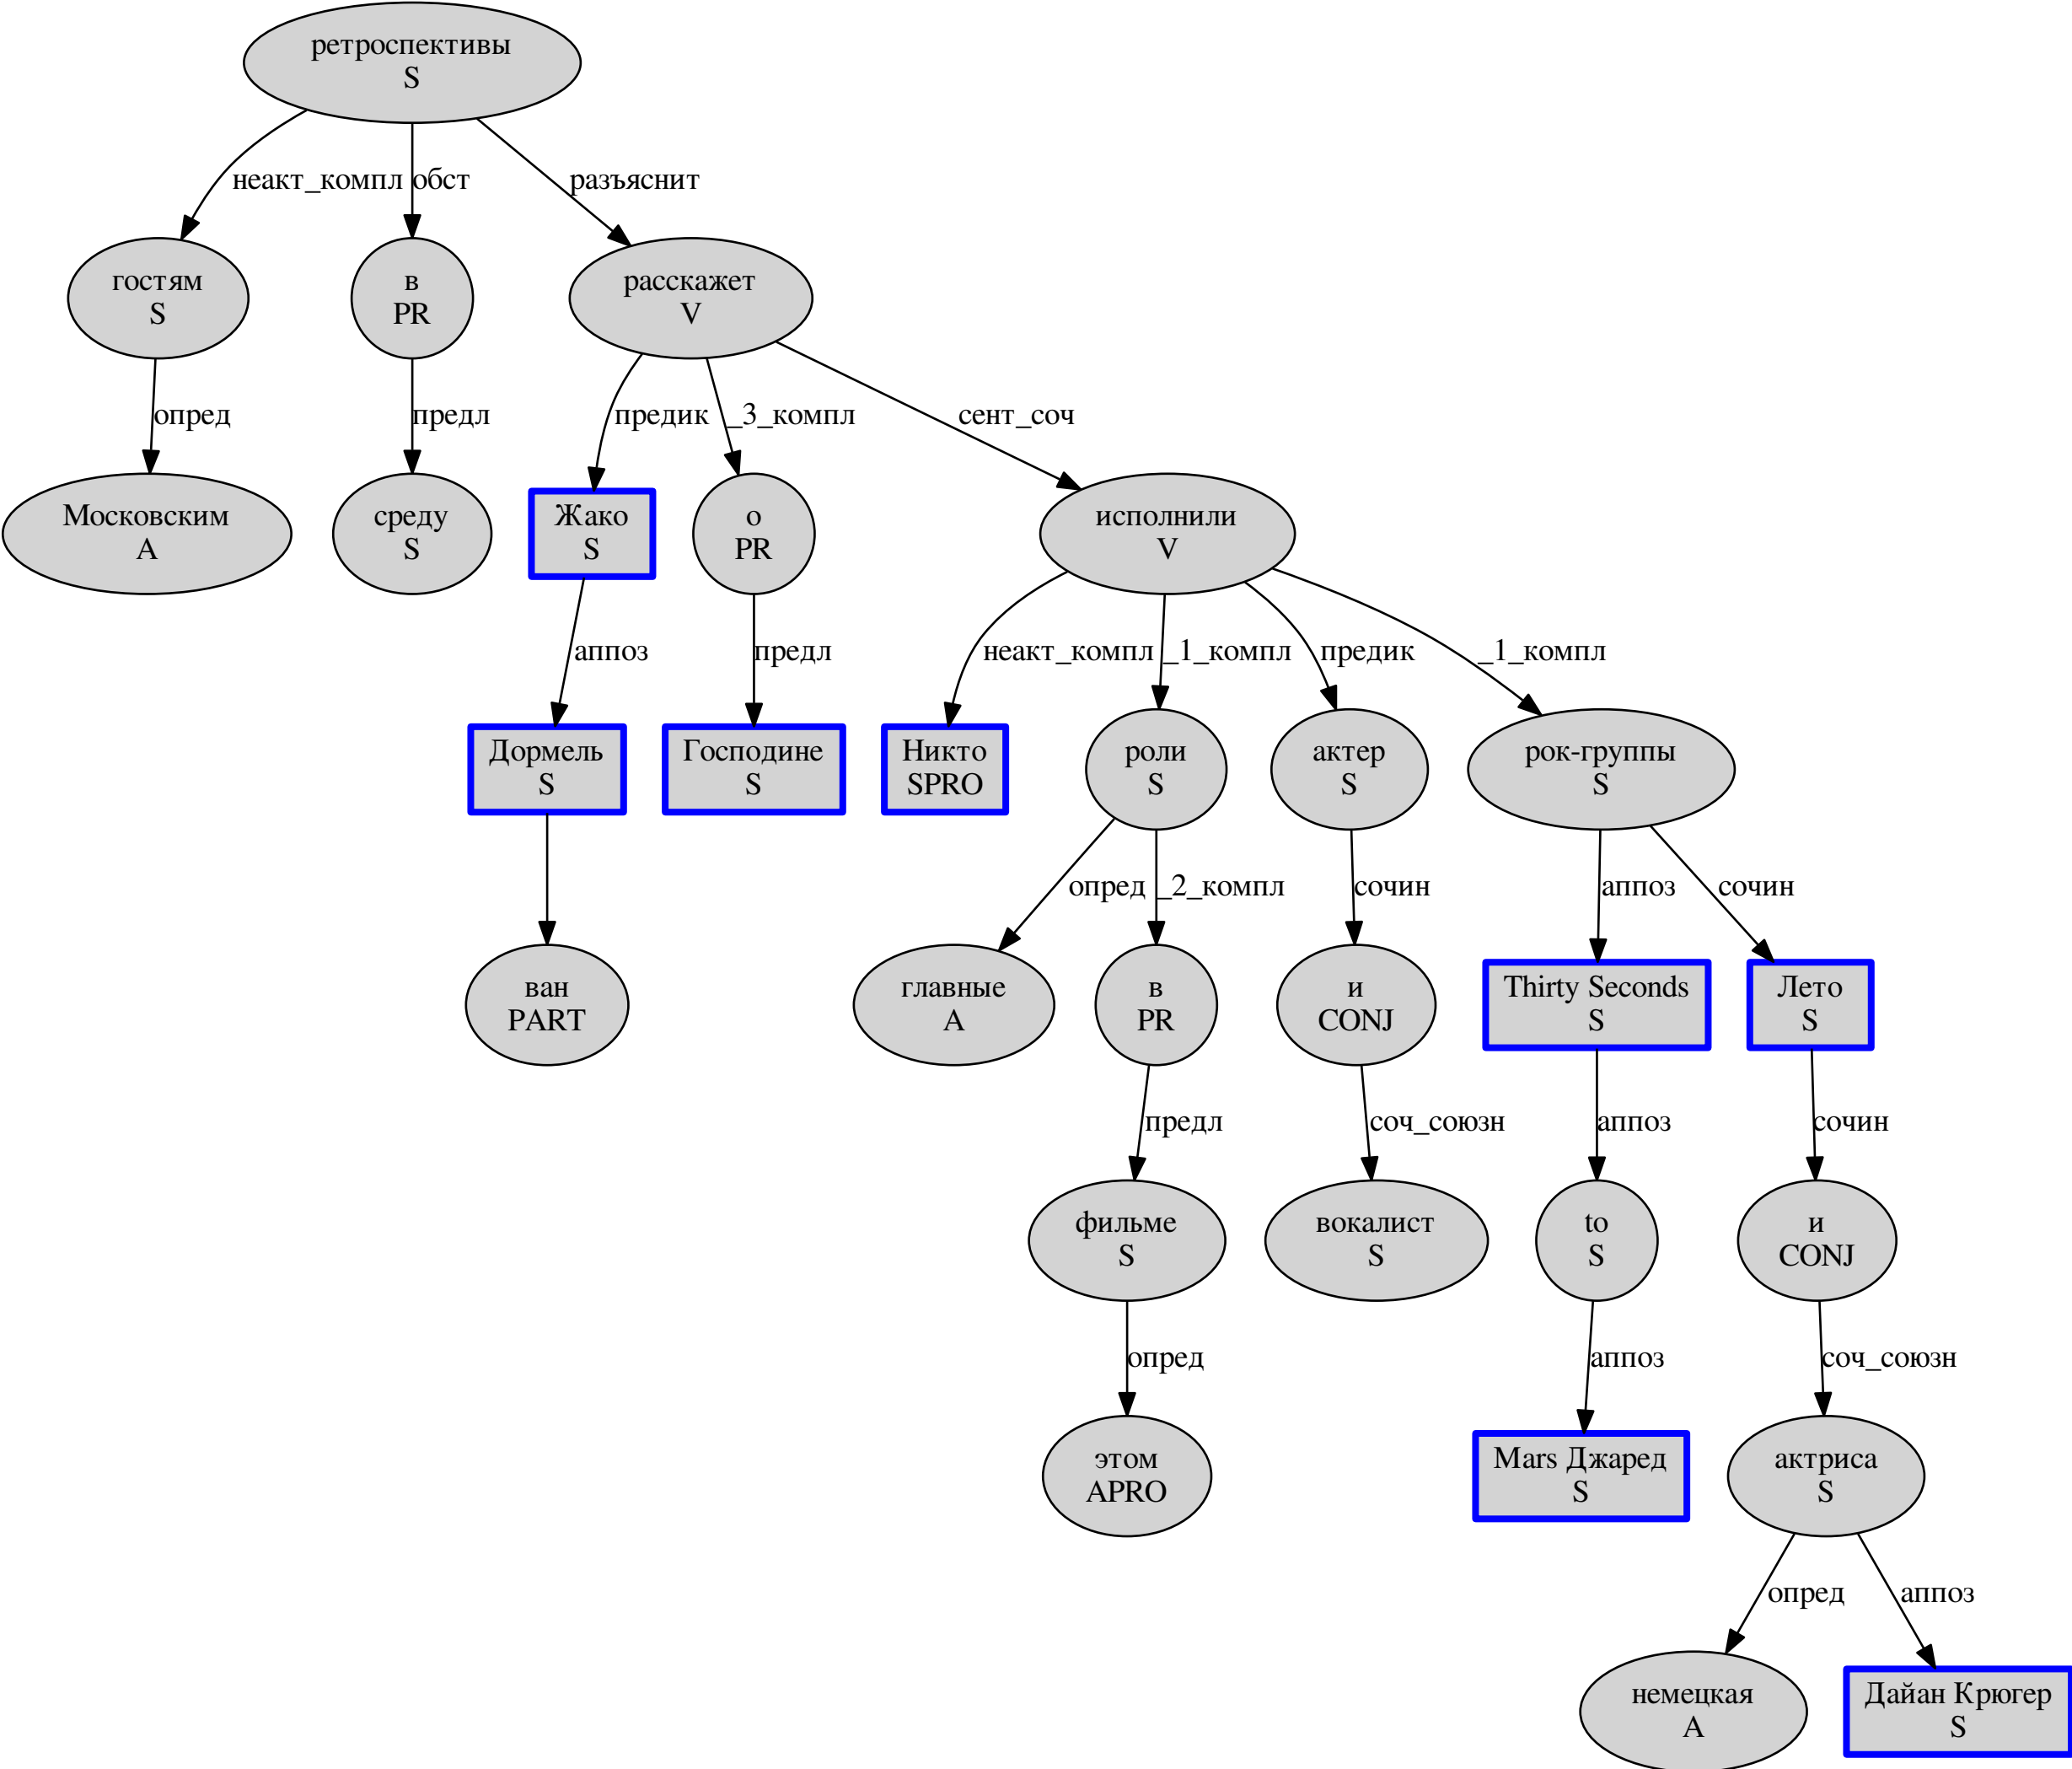 ретроспективы
S
неакт_компл
обст
разъяснит
гостям
S
в
PR
расскажет
V
опред
предл
предик
_3_компл
сент_соч
Московским
A
среду
S
Жако
S
о
PR
исполнили
V
аппоз
предл
неакт_компл
_1_компл
предик
_1_компл
Дормель
S
Господине
S
Никто
SPRO
роли
S
актер
S
рок-группы
S
опред
_2_компл
сочин
аппоз
сочин
ван
PART
главные
A
в
PR
и
CONJ
Thirty Seconds
S
Лето
S
предл
соч_союзн
аппоз
сочин
фильме
S
вокалист
S
to
S
и
CONJ
опред
аппоз
соч_союзн
этом
APRO
Mars Джаред
S
актриса
S
опред
аппоз
немецкая
A
Дайан Крюгер
S